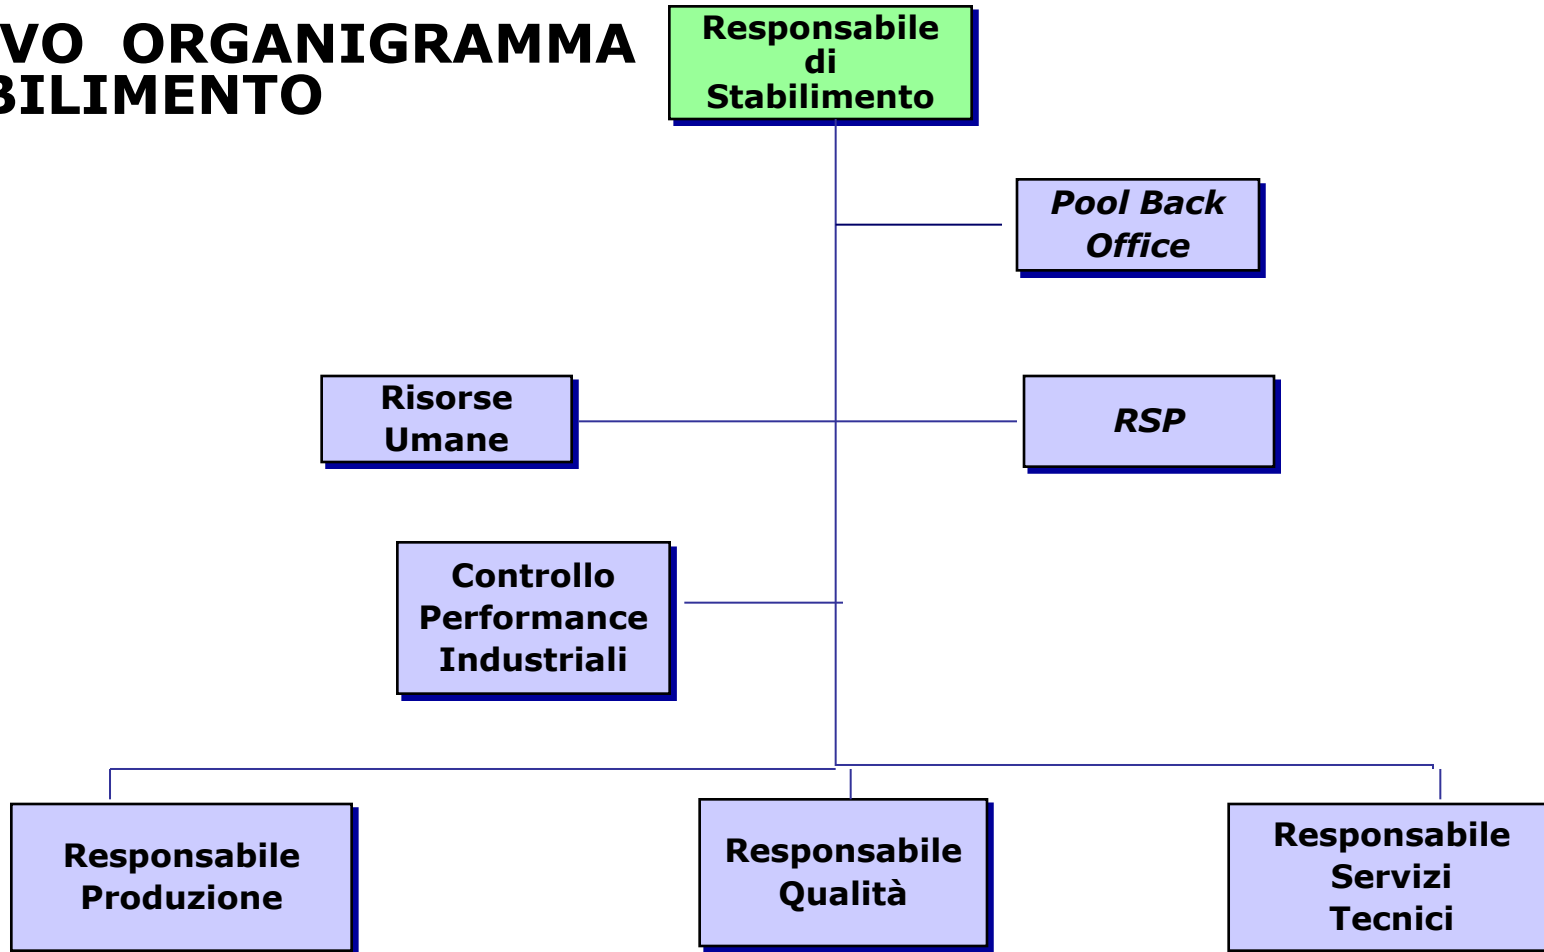 VO ORGANIGRAMMA
BILIMENTO
Responsabile
di
Stabilimento
Pool Back
Office
Risorse
Umane
RSP
Controllo
Performance
Industriali
Responsabile
Produzione
Responsabile
Qualità
Responsabile
Servizi
Tecnici